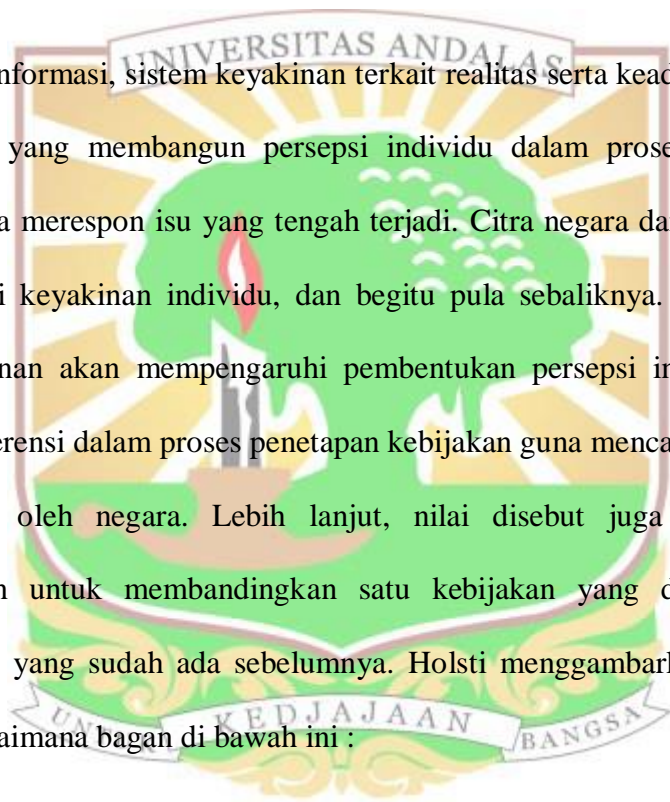 UNIVERSITAS ANDALAS
nformasi, sistem keyakinan terkait realitas serta kead
yang membangun persepsi individu dalam prose
a merespon isu yang tengah terjadi. Citra negara da
i keyakinan individu, dan begitu pula sebaliknya.
nan akan mempengaruhi pembentukan persepsi in
erensi dalam proses penetapan kebijakan guna menca
oleh negara. Lebih lanjut, nilai disebut juga
n untuk membandingkan satu kebijakan yang d
yang sudah ada sebelumnya. Holsti menggambar
aimana bagan di bawah ini :
KEDJAJAAN BANGSA